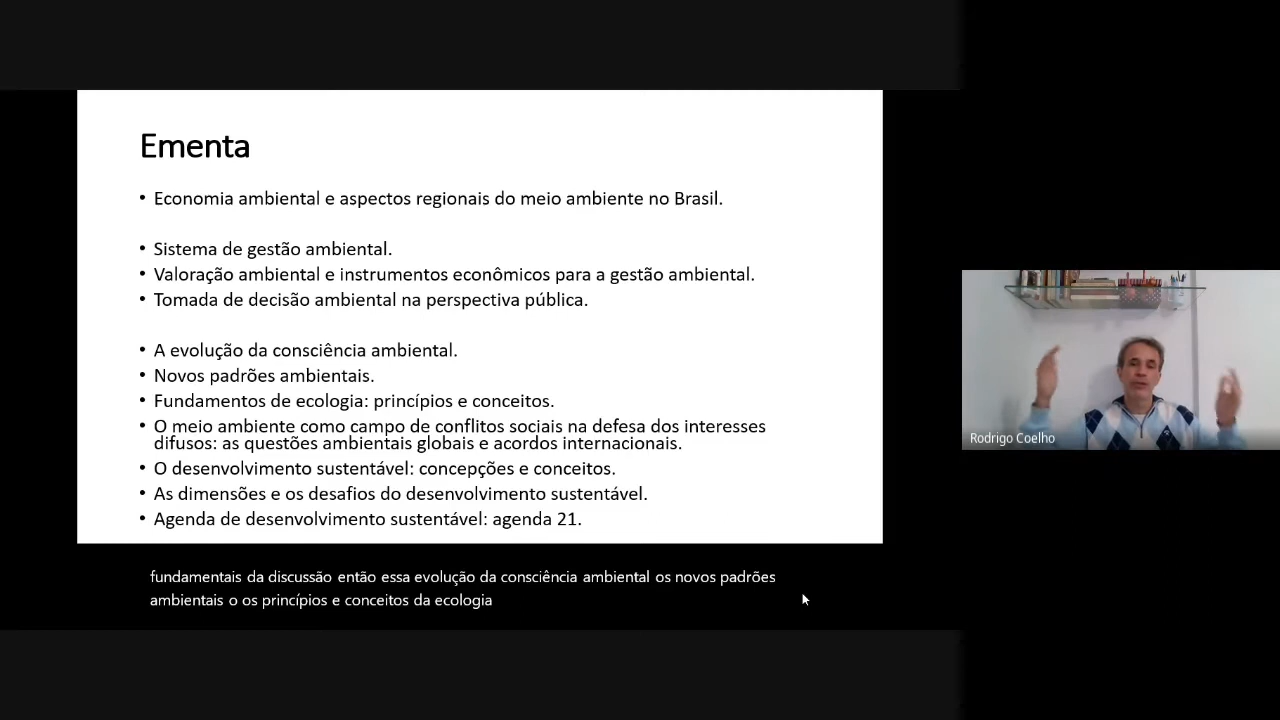 Ementa
• Economia ambiental e aspectos regionais do meio ambiente no Brasil.
• Sistema de gestão ambiental.
• Valoração ambiental e instrumentos econômicos para a gestão ambiental.
• Tomada de decisão ambiental na perspectiva pública.
• A evolução da consciência ambiental.
• Novos padrões ambientais.
• Fundamentos de ecologia: princípios e conceitos.
• O meio ambiente como campo de conflitos sociais na defesa dos interesses
difusos: as questões ambientais globais e acordos internacionais.
• O desenvolvimento sustentável: concepções e conceitos.
• As dimensões e os desafios do desenvolvimento sustentável.
• Agenda de desenvolvimento sustentável: agenda 21.
Rodrigo Coelho
fundamentais da discussão então essa evolução da consciência ambiental os novos padrões
ambientais o os princípios e conceitos da ecologia